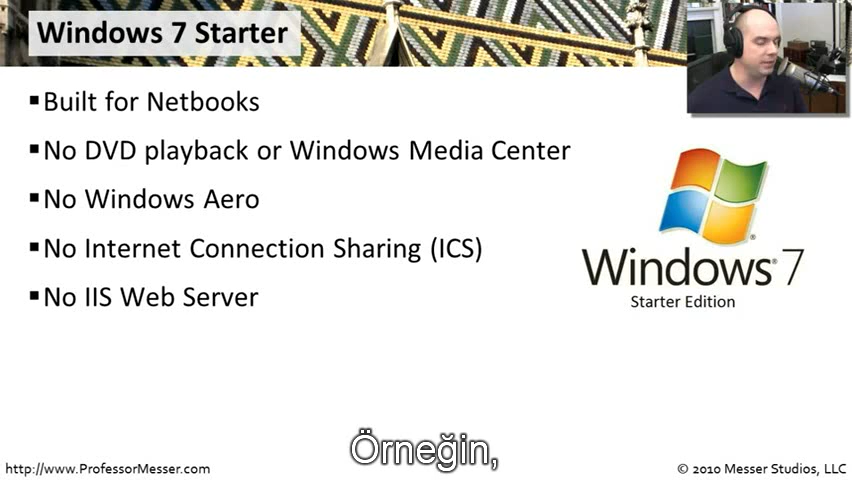 Windows 7 Starter
▪Built for Netbooks
▪No DVD playback or Windows Media Center
▪No Windows Aero
▪No Internet Connection Sharing (ICS)
▪No IIS Web Server
Windows® 7
Starter Edition
Örneğin,
http://www.ProfessorMesser.com
© 2010 Messer Studios, LLC